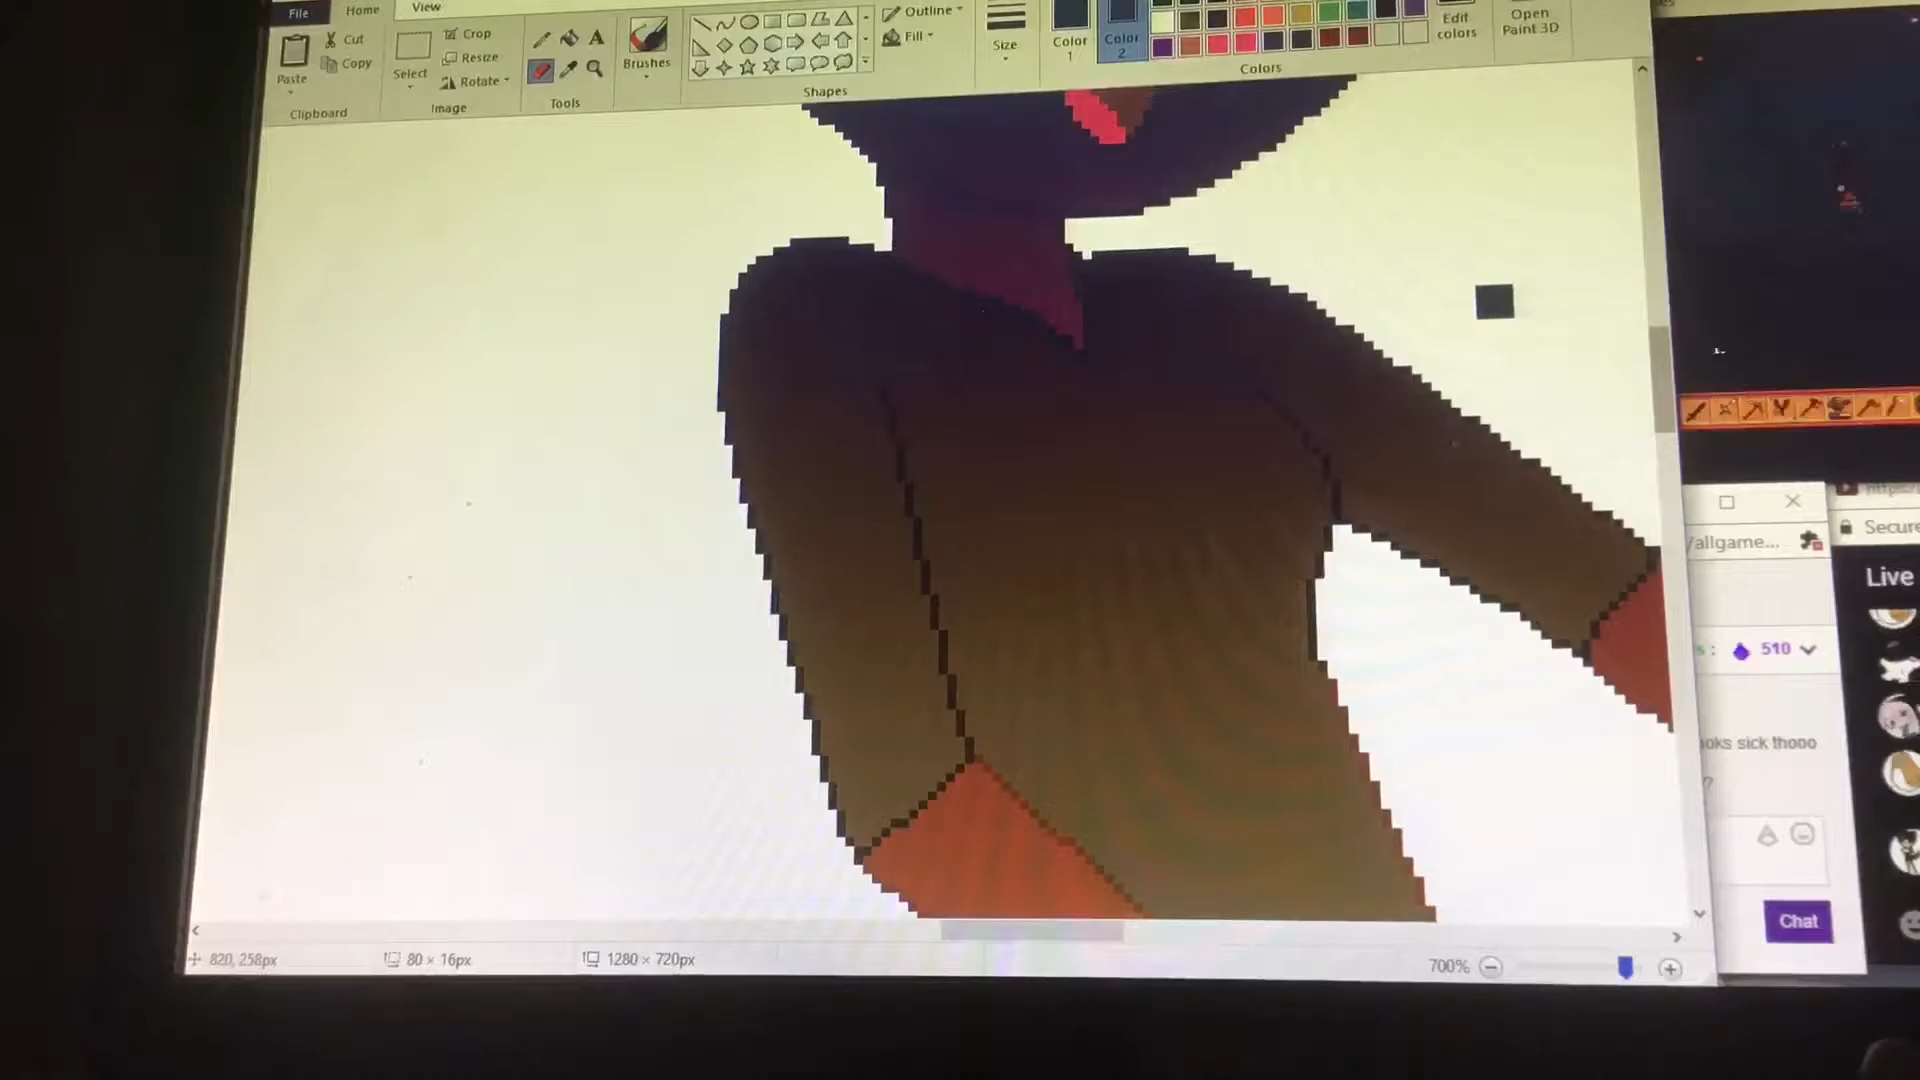 File
Home
View
Paste
Cut
Copy
Clipboard
Select
Crop
Resize
Rotate
Image
A
Tools
Brushes
Outline
Fill
Shapes
Size
Color
1
Color
2
Colors
Edit
colors
Open
Paint 3D
/allgame...
Secure
Live
s : 510
oks sick thooo
?
Chat
820, 258px
80 × 16px
1280 × 720px
700%